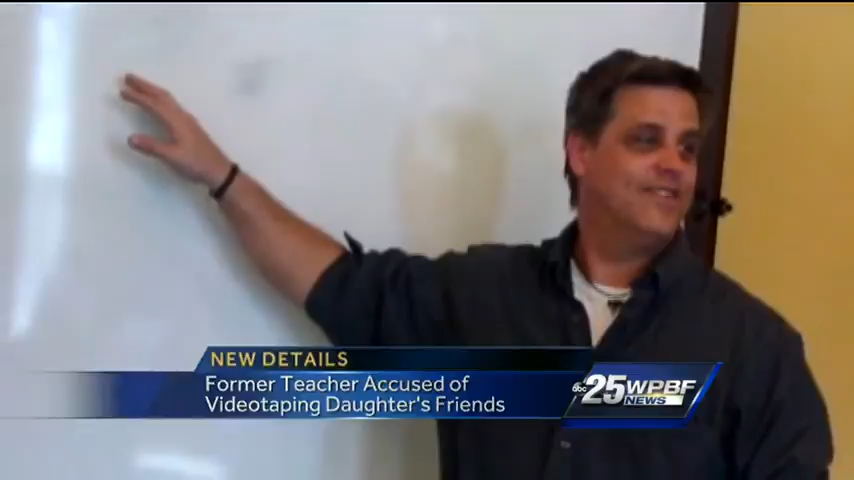 NEW DETAILS
Former Teacher Accused of
Videotaping Daughter's Friends
abc 25 WPBF
NEWS